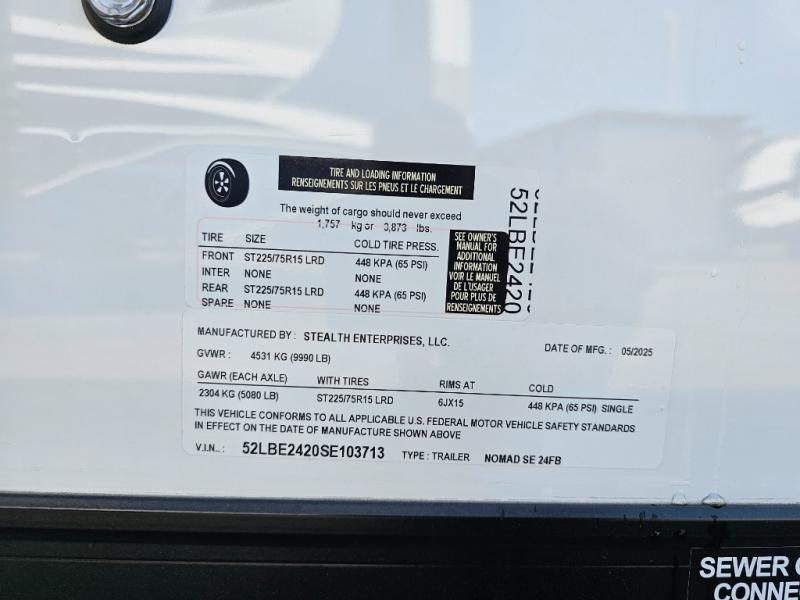 TIRE AND LOADING INFORMATION
RENSEIGNEMENTS SUR LES PNEUS ET LE CHARGEMENT
The weight of cargo should never exceed
1,757 kg or 3,873 lbs.
TIRE SIZE COLD TIRE PRESS.
FRONT ST225/75R15 LRD 448 KPA (65 PSI)
INTER NONE NONE
REAR ST225/75R15 LRD 448 KPA (65 PSI)
SPARE NONE NONE
SEE OWNER'S
MANUAL FOR
ADDITIONAL
INFORMATION
VOIR LE MANUEL
DE L'USAGER
POUR PLUS DE
RENSEIGNEMENTS
52LBE2420
MANUFACTURED BY : STEALTH ENTERPRISES, LLC. DATE OF MFG. : 05/2025
GVWR : 4531 KG (9990 LB)
GAWR (EACH AXLE) WITH TIRES RIMS AT COLD
2304 KG (5080 LB) ST225/75R15 LRD 6JX15 448 KPA (65 PSI) SINGLE
THIS VEHICLE CONFORMS TO ALL APPLICABLE U.S. FEDERAL MOTOR VEHICLE SAFETY STANDARDS
IN EFFECT ON THE DATE OF MANUFACTURE SHOWN ABOVE
V.I.N.. : 52LBE2420SE103713 TYPE : TRAILER NOMAD SE 24FB
SEWER